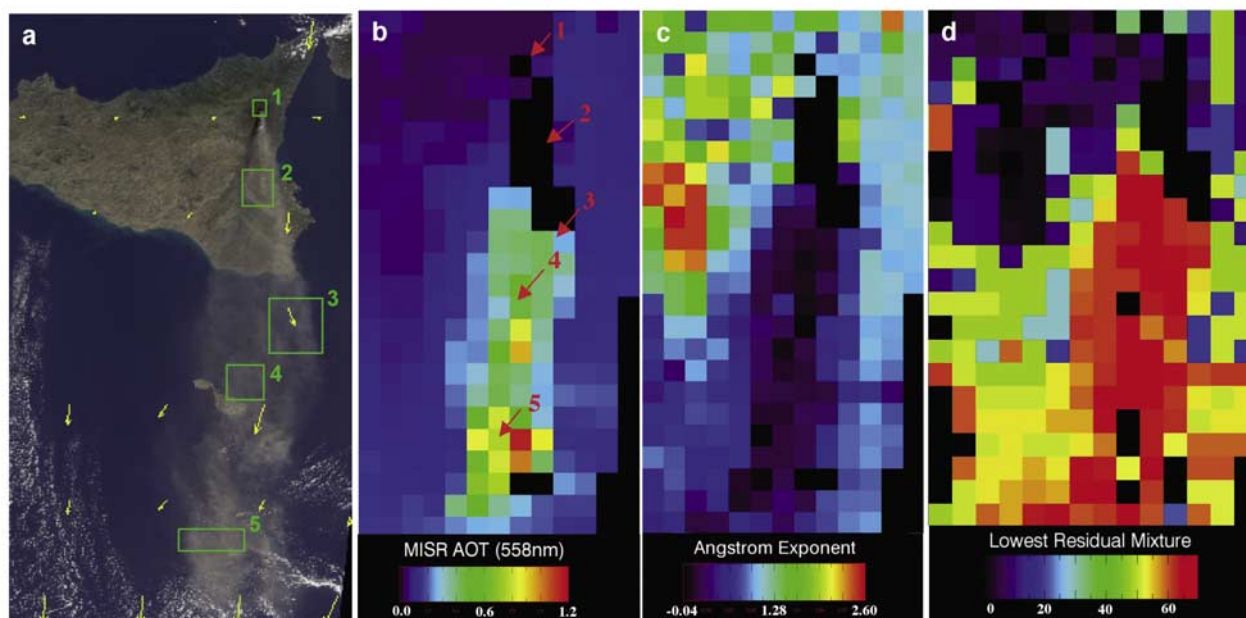 a
1
2
3
4
5
b
1
2
3
4
5
MISR AOT (558nm)
0.0 0.6 1.2
c
Angstrom Exponent
-0.04 1.28 2.60
d
Lowest Residual Mixture
0 20 40 60